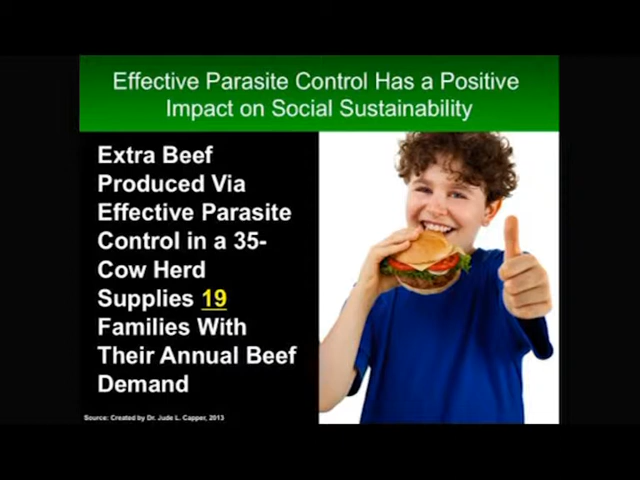 Effective Parasite Control Has a Positive
Impact on Social Sustainability
Extra Beef
Produced Via
Effective Parasite
Control in a 35-
Cow Herd
Supplies 19
Families With
Their Annual Beef
Demand
Source: Created by Dr. Jude L. Capper, 2013